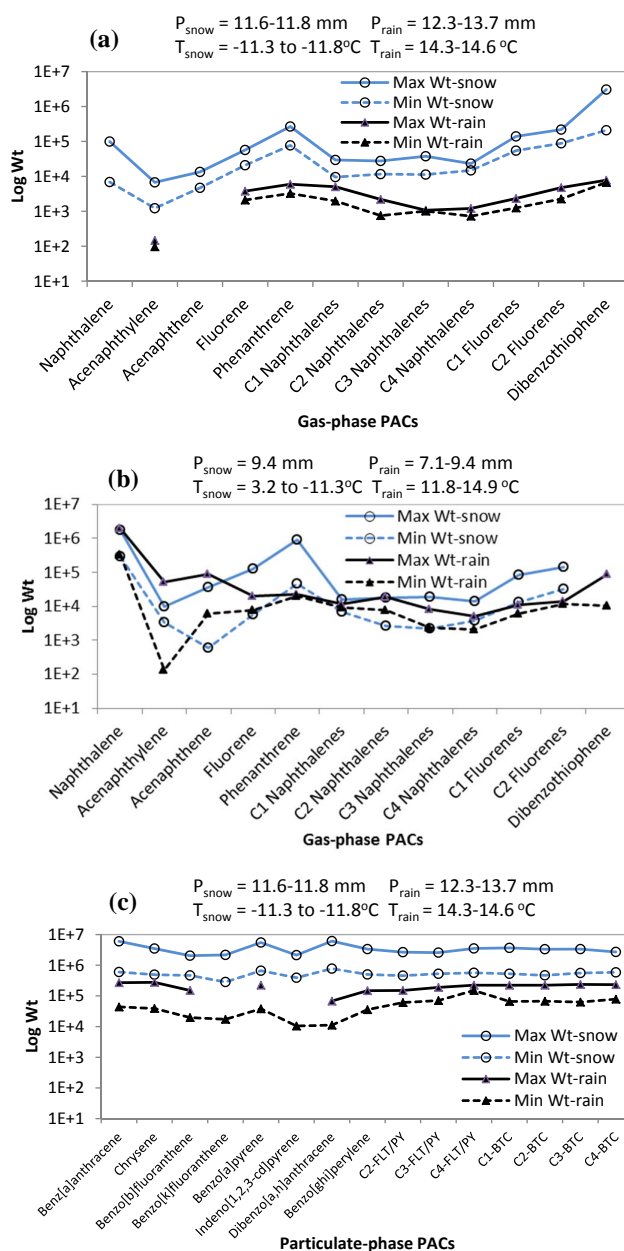 (a)
P_snow = 11.6-11.8 mm P_rain = 12.3-13.7 mm
T_snow = -11.3 to -11.8°C T_rain = 14.3-14.6 °C
1E+7
1E+6
1E+5
1E+4
1E+3
1E+2
1E+1
Log Wt
Max Wt-snow
Min Wt-snow
Max Wt-rain
Min Wt-rain
Naphthalene
Acenaphthylene
Acenaphthene
Fluorene
Phenanthrene
C1 Naphthalenes
C2 Naphthalenes
C3 Naphthalenes
C4 Naphthalenes
C1 Fluorenes
C2 Fluorenes
Dibenzothiophene
Gas-phase PACs
(b)
P_snow = 9.4 mm P_rain = 7.1-9.4 mm
T_snow = 3.2 to -11.3°C T_rain = 11.8-14.9 °C
1E+7
1E+6
1E+5
1E+4
1E+3
1E+2
1E+1
Log Wt
Max Wt-snow
Min Wt-snow
Max Wt-rain
Min Wt-rain
Naphthalene
Acenaphthylene
Acenaphthene
Fluorene
Phenanthrene
C1 Naphthalenes
C2 Naphthalenes
C3 Naphthalenes
C4 Naphthalenes
C1 Fluorenes
C2 Fluorenes
Dibenzothiophene
Gas-phase PACs
(c)
P_snow = 11.6-11.8 mm P_rain = 12.3-13.7 mm
T_snow = -11.3 to -11.8°C T_rain = 14.3-14.6 °C
1E+7
1E+6
1E+5
1E+4
1E+3
1E+2
1E+1
Log Wt
Max Wt-snow
Min Wt-snow
Max Wt-rain
Min Wt-rain
Benz[a]anthracene
Chrysene
Benzo[b]fluoranthene
Benzo[k]fluoranthene
Benzo[a]pyrene
Indeno[1,2,3-cd]pyrene
Dibenzo[a,h]anthracene
Benzo[ghi]perylene
C2-FLT/PY
C3-FLT/PY
C4-FLT/PY
C1-BTC
C2-BTC
C3-BTC
C4-BTC
Particulate-phase PACs